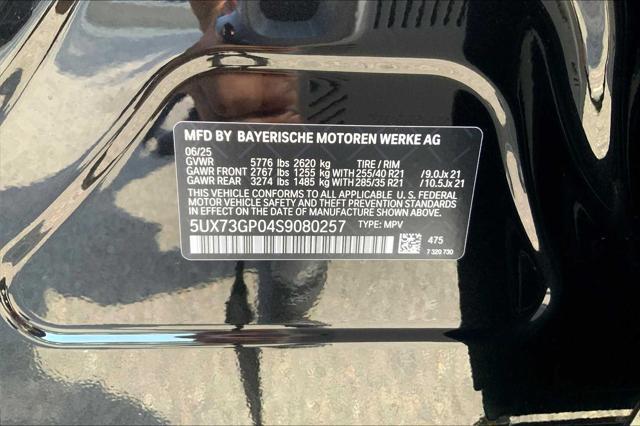 MFD BY BAYERISCHE MOTOREN WERKE AG
06/25
GVWR 5776 lbs 2620 kg TIRE / RIM
GAWR FRONT 2767 lbs 1255 kg WITH 255/40 R21 /9.0Jx 21
GAWR REAR 3274 lbs 1485 kg WITH 285/35 R21 /10.5Jx 21
THIS VEHICLE CONFORMS TO ALL APPLICABLE U. S. FEDERAL
MOTOR VEHICLE SAFETY AND THEFT PREVENTION STANDARDS
IN EFFECT ON THE DATE OF MANUFACTURE SHOWN ABOVE.
5UX73GP04S9080257 TYPE: MPV
475
7 320 730